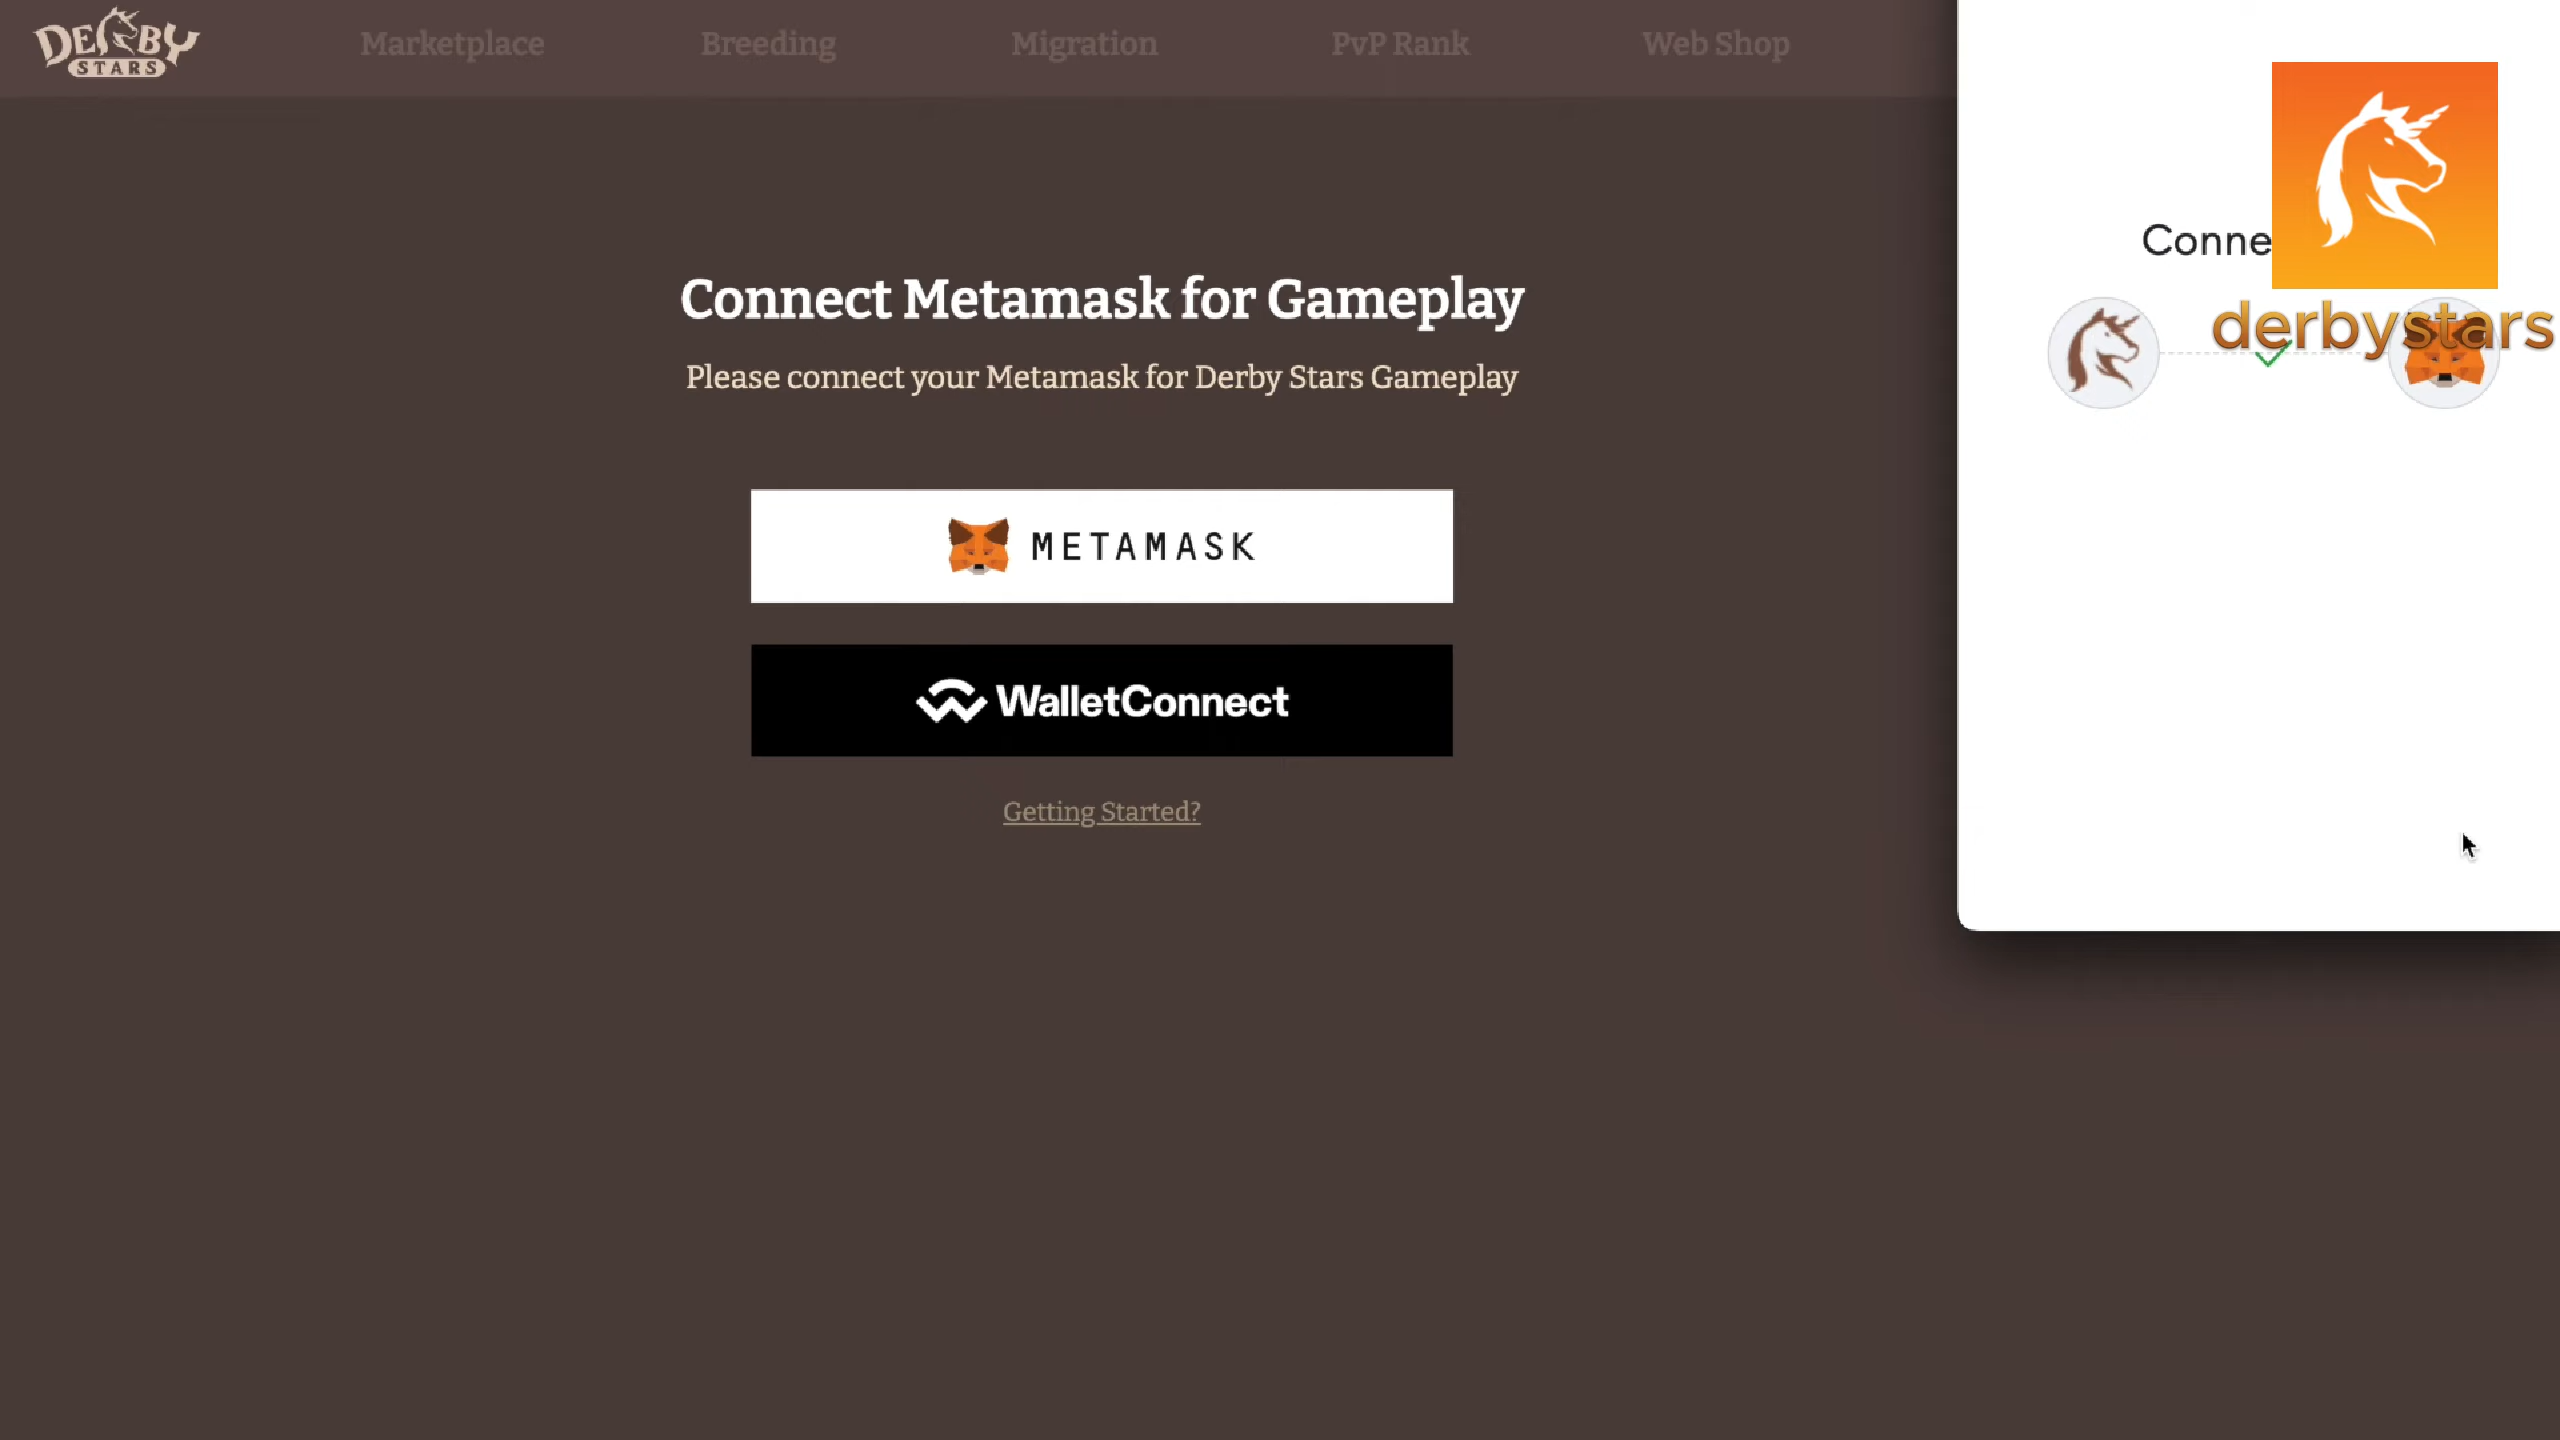 DERBY STARS
Marketplace
Breeding
Migration
PvP Rank
Web Shop
Conne
derbystars
Connect Metamask for Gameplay
Please connect your Metamask for Derby Stars Gameplay
METAMASK
WalletConnect
Getting Started?